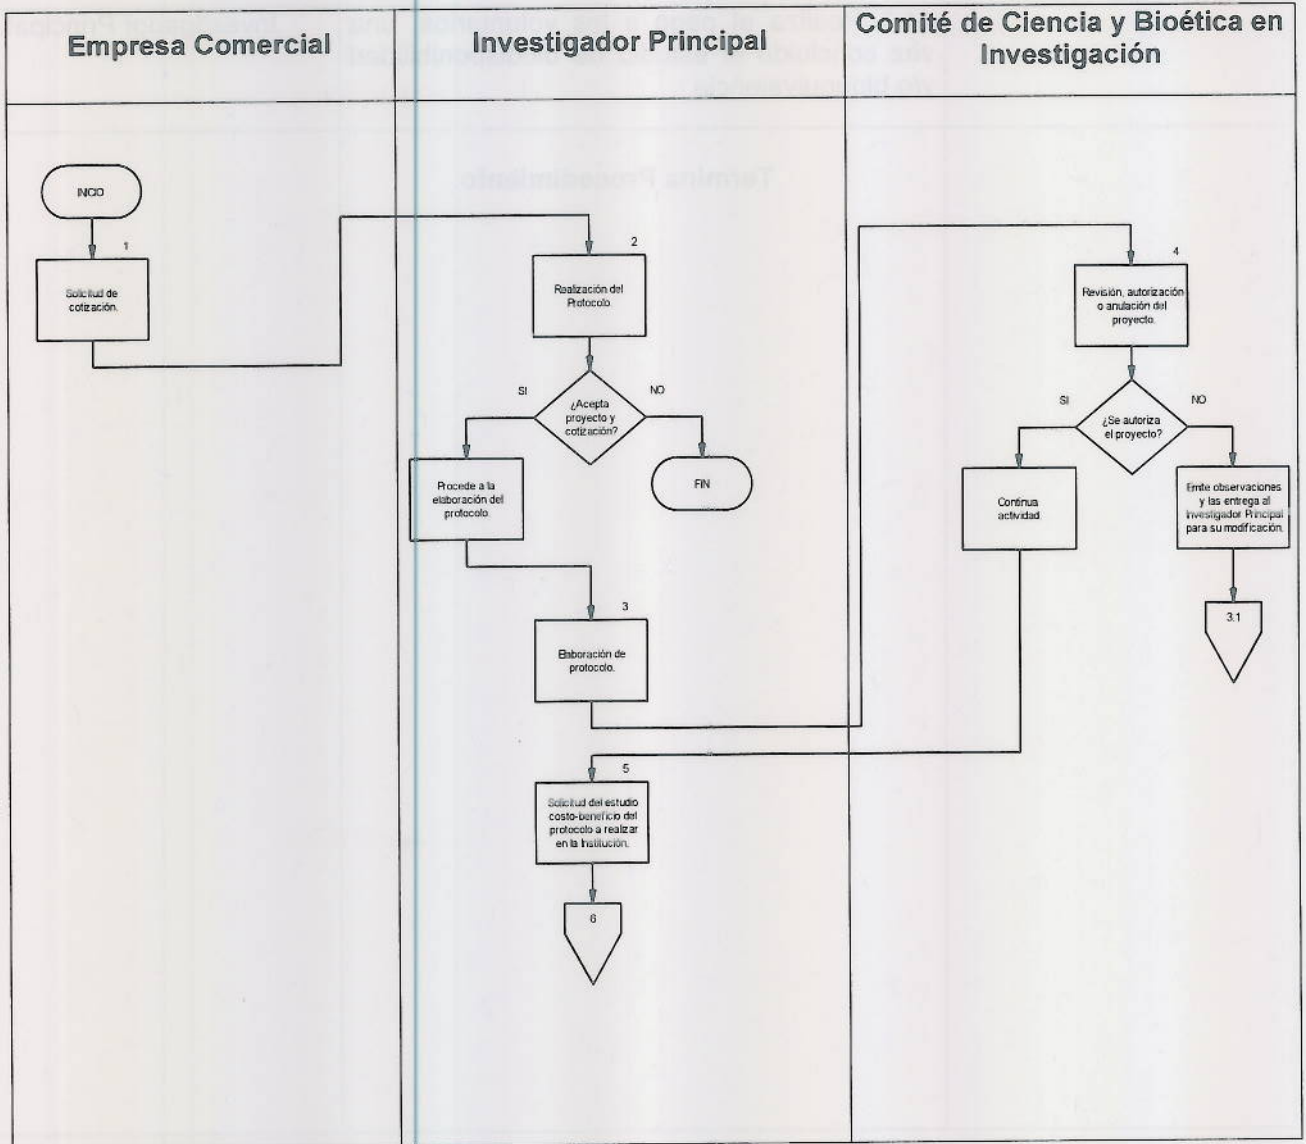 Empresa Comercial
Investigador Principal
Comité de Ciencia y Bioética en
Investigación
INICIO
1
Solicitud de
cotización.
2
Realización del
Protocolo.
SI
NO
¿Acepta
proyecto y
cotización?
Procede a la
elaboración del
protocolo.
FIN
3
Elaboración de
protocolo.
4
Revisión, autorización
o anulación del
proyecto.
SI
NO
¿Se autoriza
el proyecto?
Continua
actividad.
Emite observaciones
y las entrega al
Investigador Principal
para su modificación.
3.1
5
Solicitud del estudio
costo-beneficio del
protocolo a realizar
en la Institución.
6